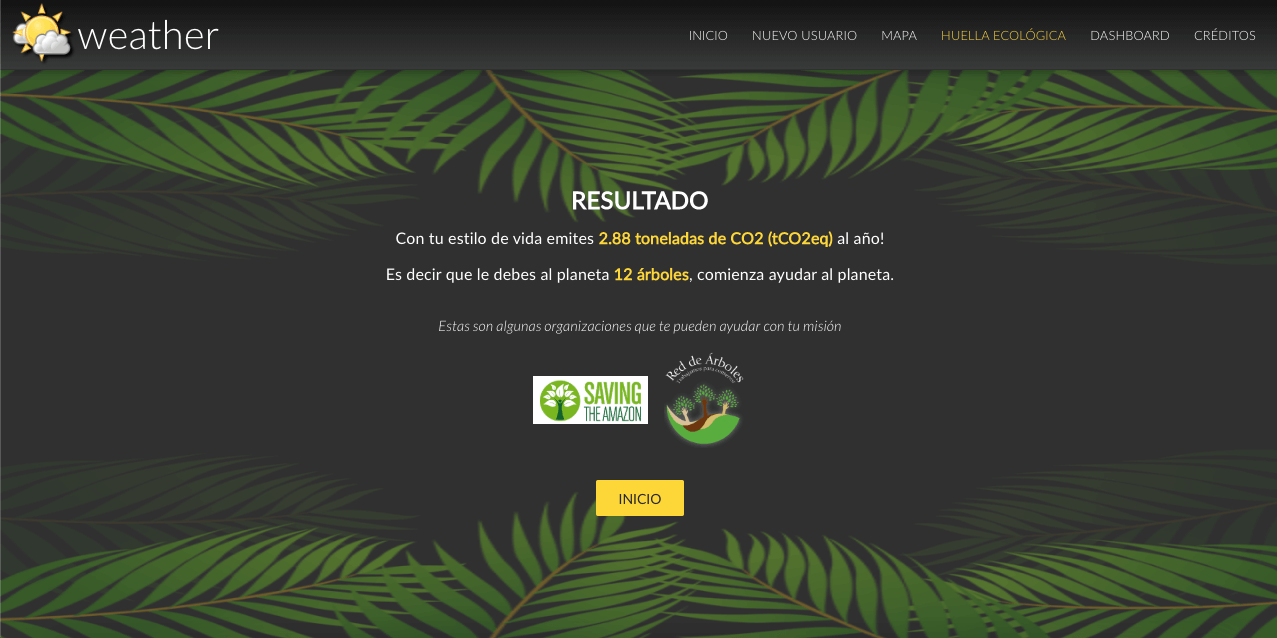 weather
INICIO NUEVO USUARIO MAPA HUELLA ECOLÓGICA DASHBOARD CRÉDITOS
RESULTADO
Con tu estilo de vida emites 2.88 toneladas de CO2 (tCO2eq) al año!
Es decir que le debes al planeta 12 árboles, comienza ayudar al planeta.
Estas son algunas organizaciones que te pueden ayudar con tu misión
SAVING
THE AMAZON
Red de Árboles
INICIO